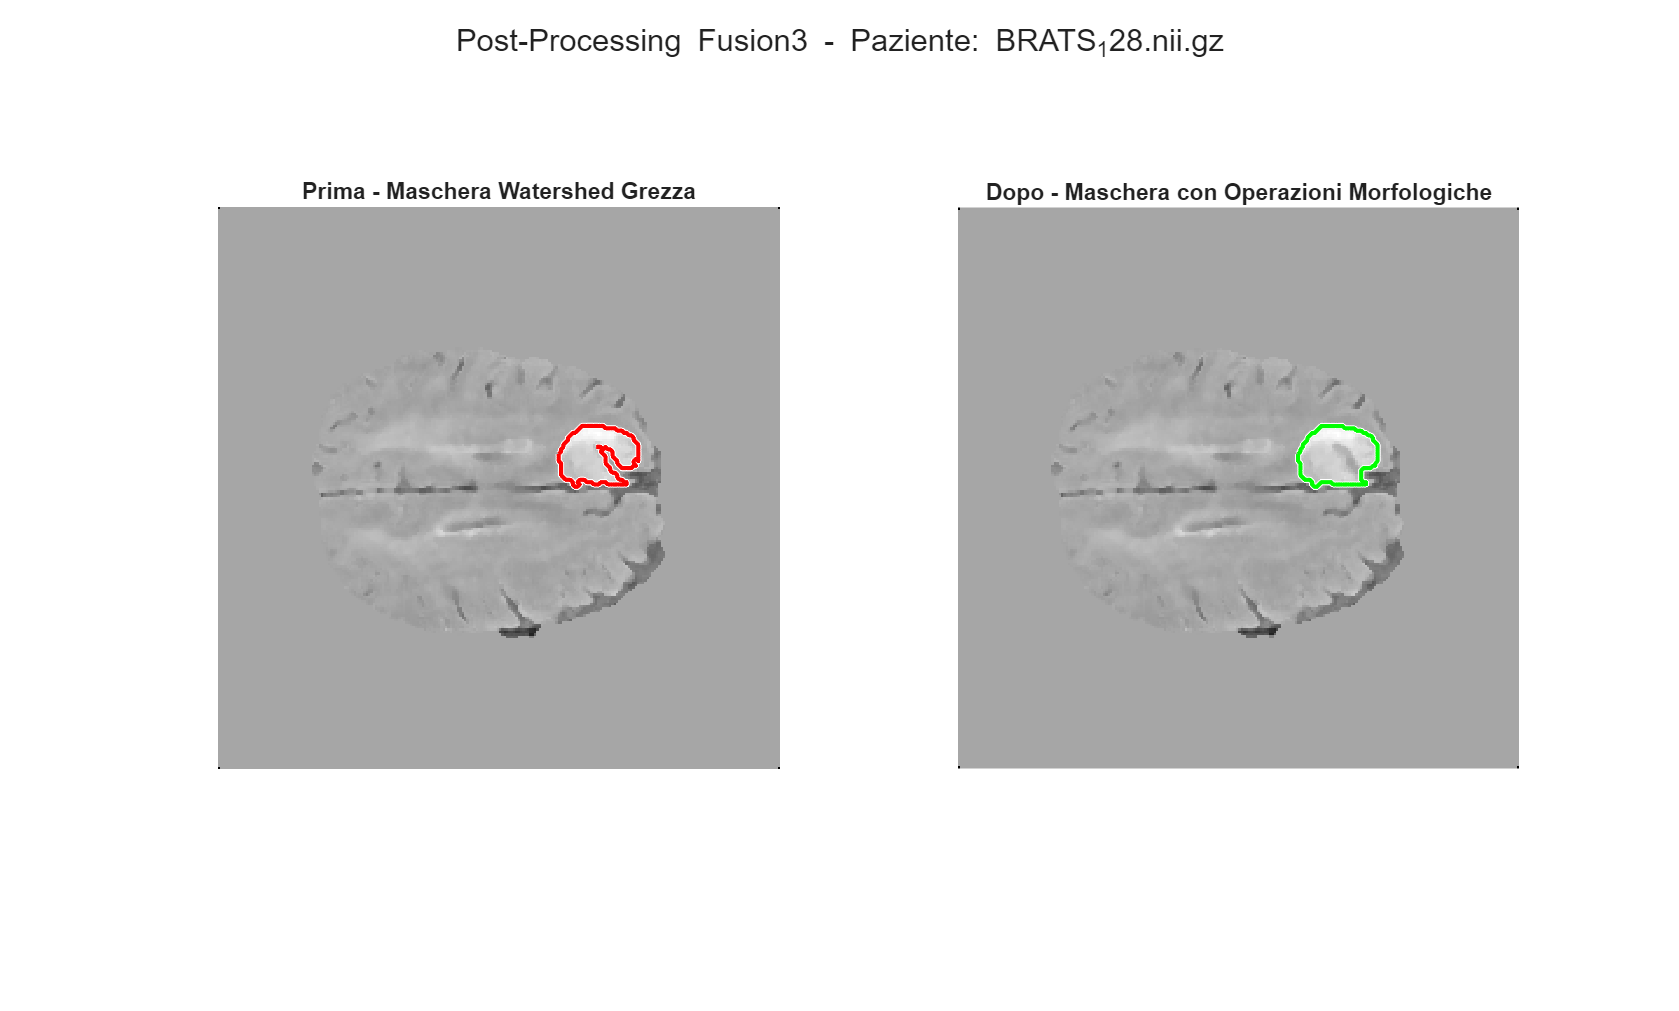 Post-Processing Fusion3 - Paziente: BRATS₁28.nii.gz
Prima - Maschera Watershed Grezza
Dopo - Maschera con Operazioni Morfologiche